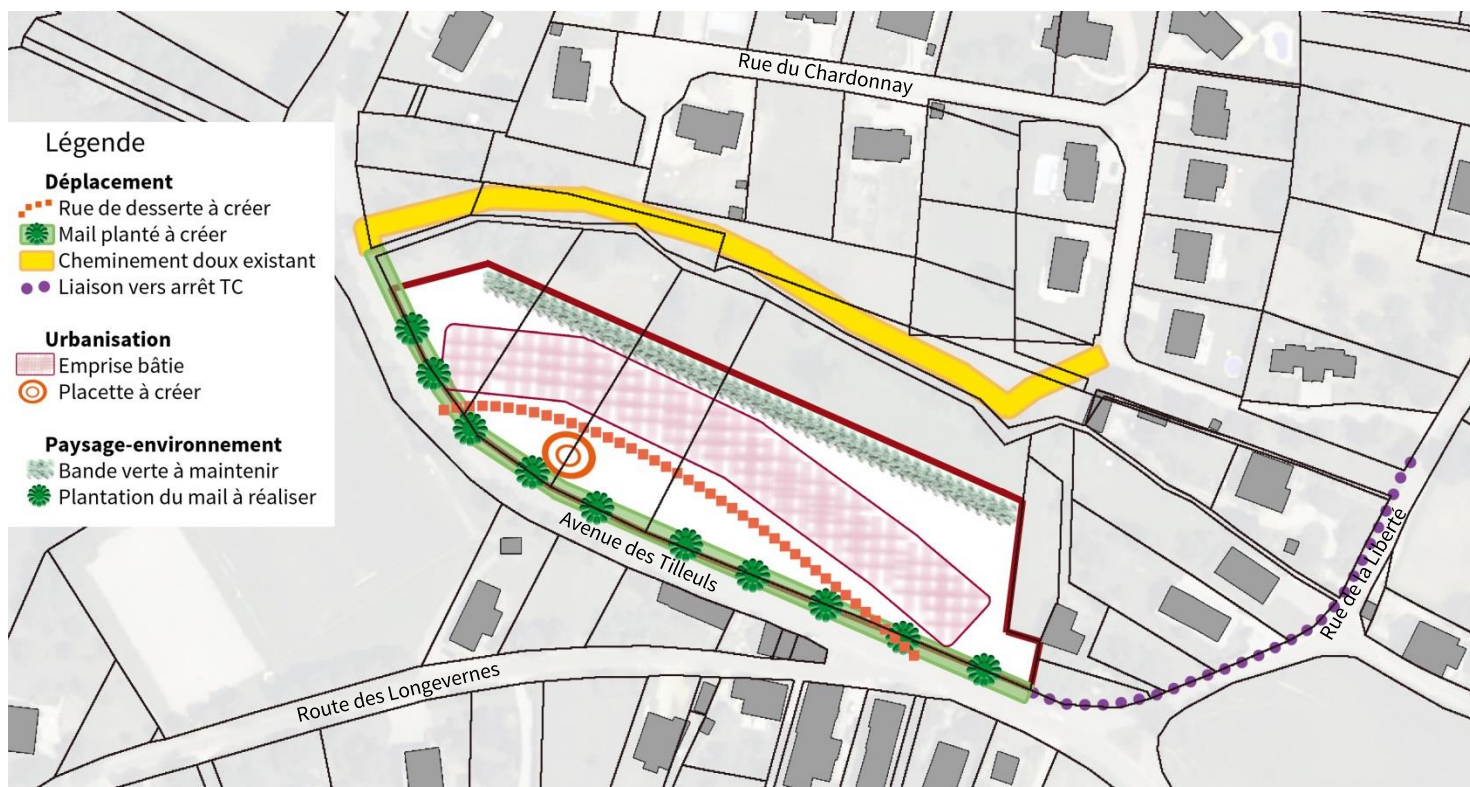 Rue du Chardonnay
Légende
Déplacement
Rue de desserte à créer
Mail planté à créer
Cheminement doux existant
Liaison vers arrêt TC
Urbanisation
Emprise bâtie
Placette à créer
Paysage-environnement
Bande verte à maintenir
Plantation du mail à réaliser
Avenue des Tilleuls
Rue de la Liberté
Route des Longevernes